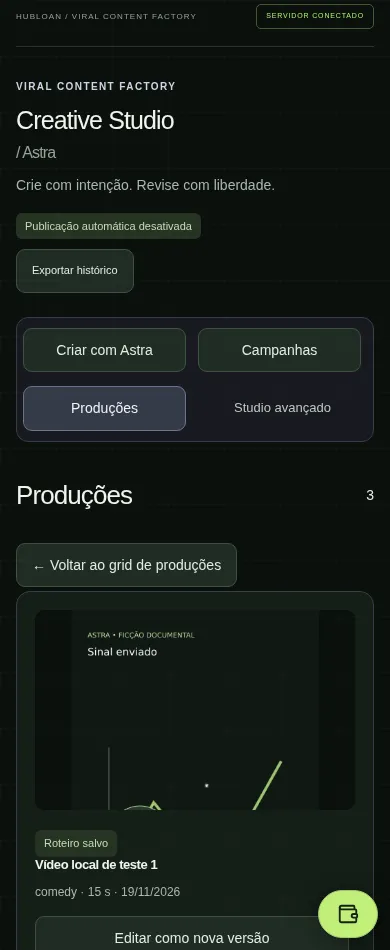 HUBLOAN / VIRAL CONTENT FACTORY
SERVIDOR CONECTADO
VIRAL CONTENT FACTORY
Creative Studio
/ Astra
Crie com intenção. Revise com liberdade.
Publicação automática desativada
Exportar histórico
Criar com Astra
Campanhas
Produções
Studio avançado
Produções
3
← Voltar ao grid de produções
ASTRA • FICÇÃO DOCUMENTAL
Sinal enviado
Roteiro salvo
Vídeo local de teste 1
comedy · 15 s · 19/11/2026
Editar como nova versão